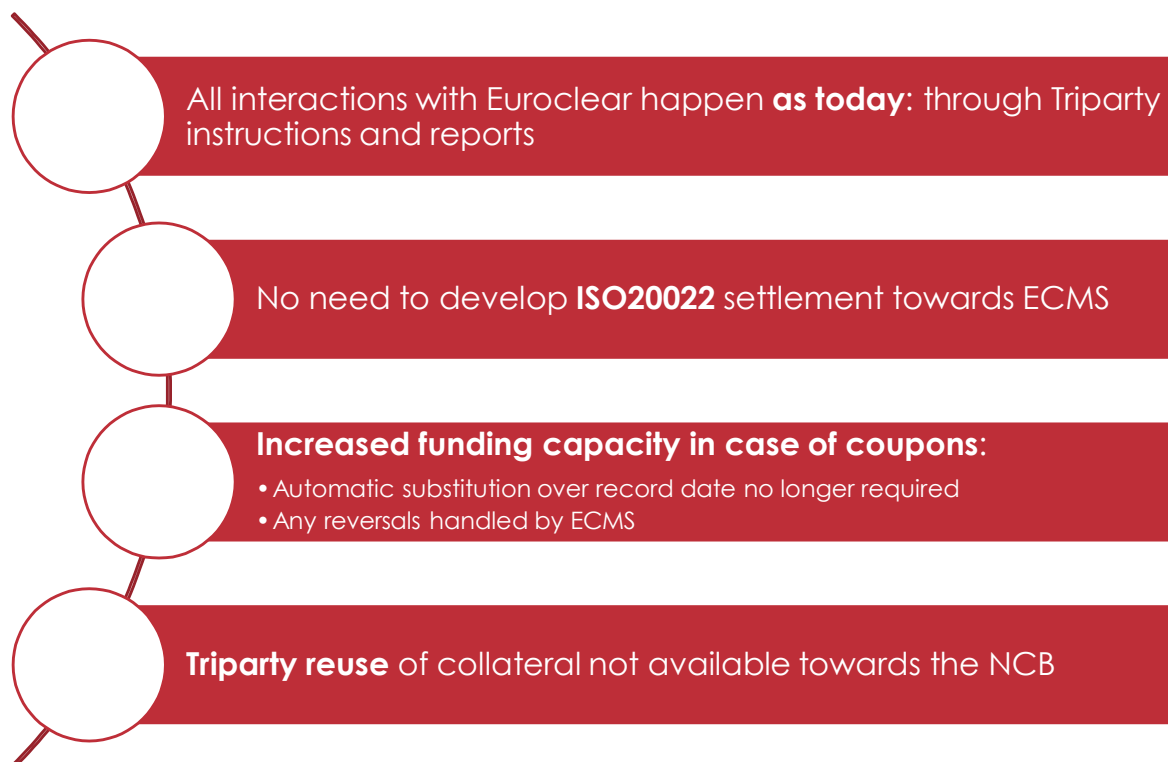 All interactions with Euroclear happen as today: through Triparty
instructions and reports
No need to develop ISO20022 settlement towards ECMS
Increased funding capacity in case of coupons:
• Automatic substitution over record date no longer required
• Any reversals handled by ECMS
Triparty reuse of collateral not available towards the NCB